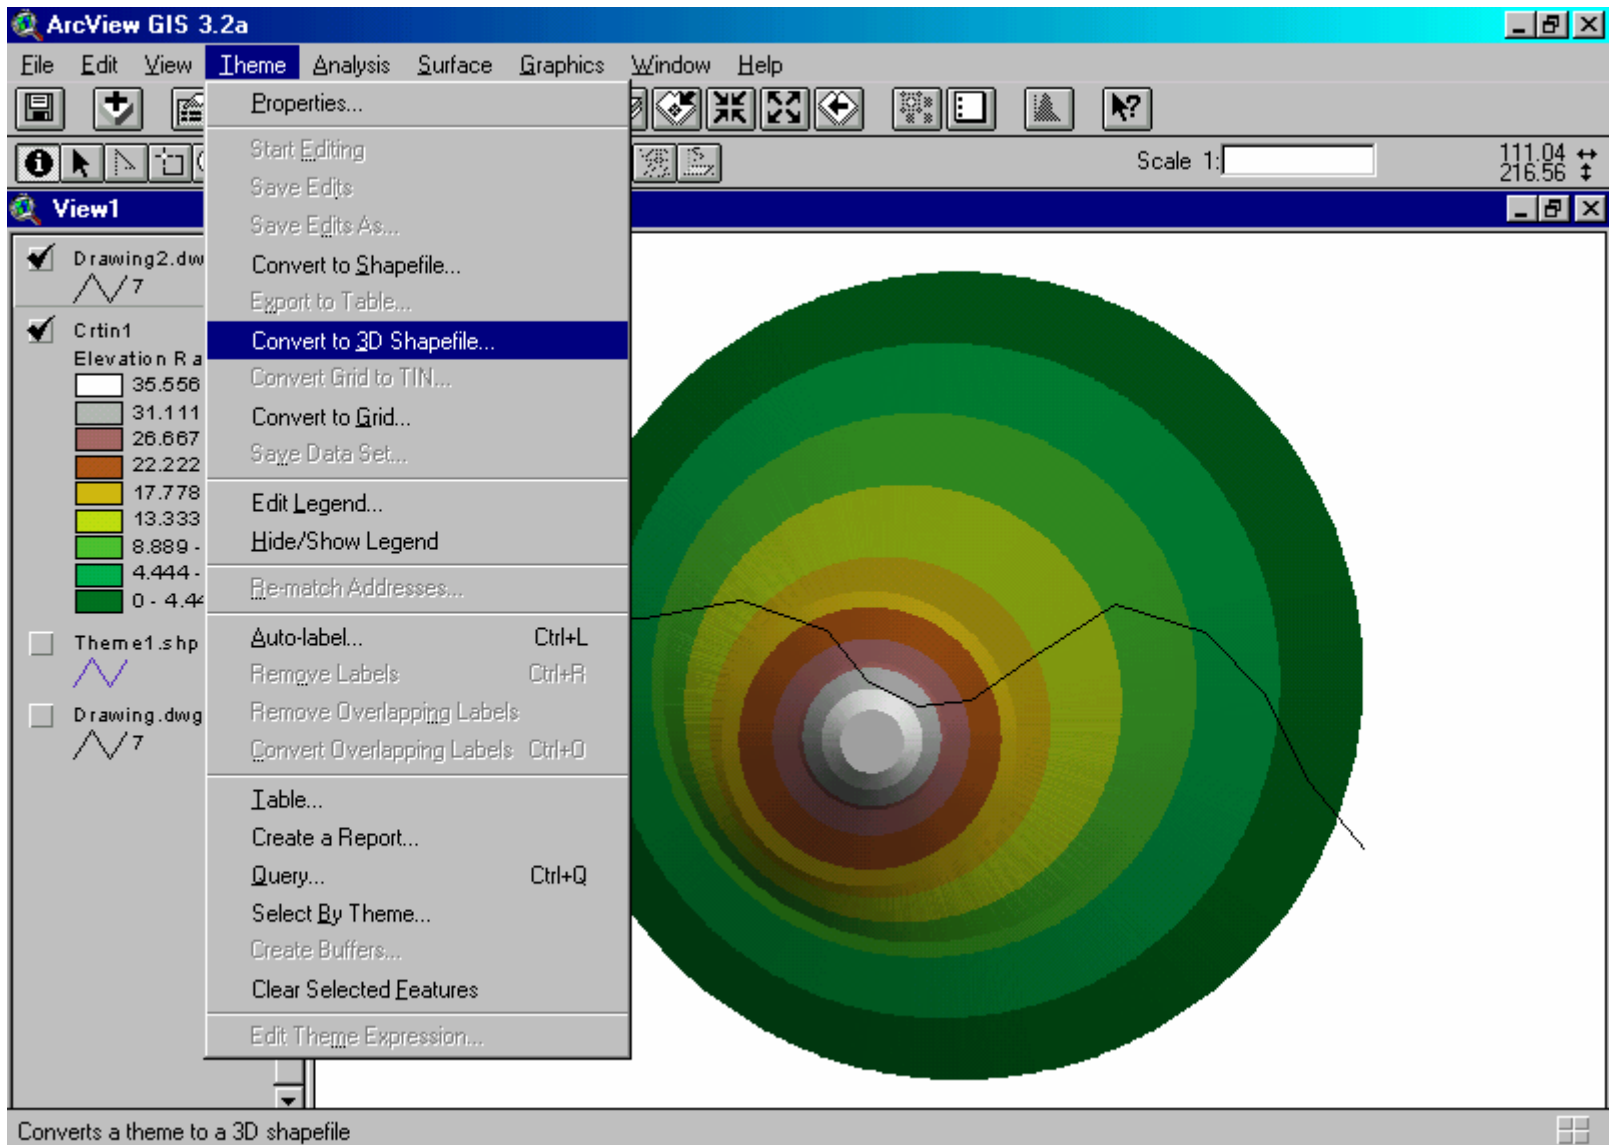 ArcView GIS 3.2a
File Edit View Theme Analysis Surface Graphics Window Help
Scale 1:
111.04
216.56
View1
Drawing2.dw
7
Crtin1
Elevation Ra
35.556
31.111
26.667
22.222
17.778
13.333
8.889 -
4.444 -
0 - 4.44
Theme1.shp
Drawing.dwg
7
Properties...
Start Editing
Save Edits
Save Edits As...
Convert to Shapefile...
Export to Table...
Convert to 3D Shapefile...
Convert Grid to TIN...
Convert to Grid...
Save Data Set...
Edit Legend...
Hide/Show Legend
Re-match Addresses...
Auto-label... Ctrl+L
Remove Labels Ctrl+R
Remove Overlapping Labels
Convert Overlapping Labels Ctrl+O
Table...
Create a Report...
Query... Ctrl+Q
Select By Theme...
Create Buffers...
Clear Selected Features
Edit Theme Expression...
Converts a theme to a 3D shapefile